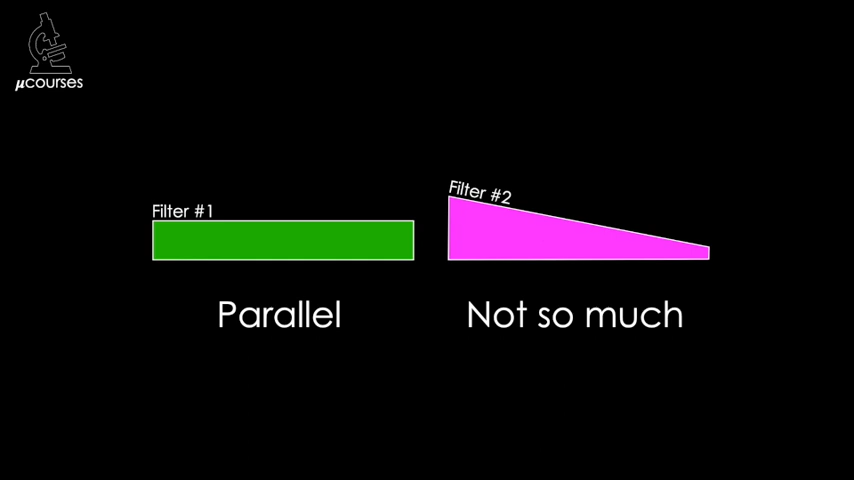 µcourses
Filter #1
Filter #2
Parallel
Not so much